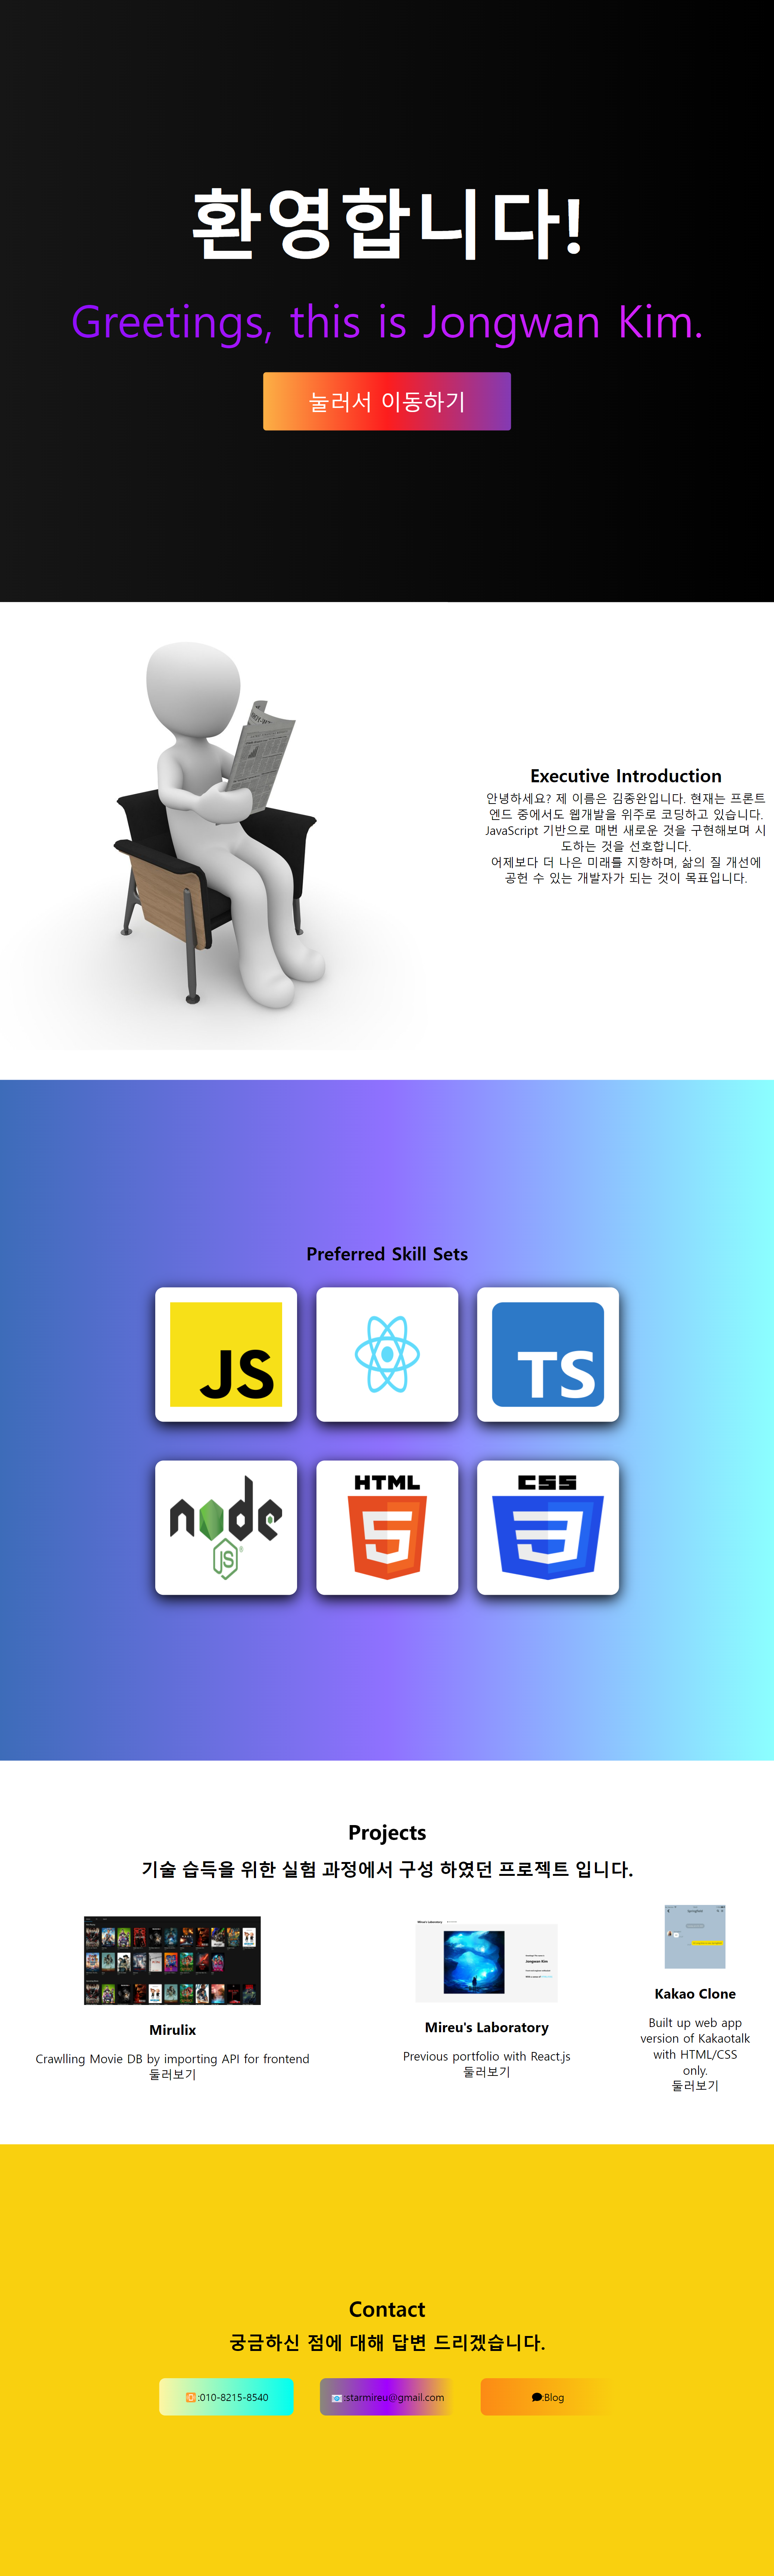 환영합니다!
Greetings, this is Jongwan Kim.
눌러서 이동하기
Executive Introduction
안녕하세요? 제 이름은 김종완입니다. 현재는 프론트
엔드 중에서도 웹개발을 위주로 코딩하고 있습니다.
JavaScript 기반으로 매번 새로운 것을 구현해보며 시
도하는 것을 선호합니다.
어제보다 더 나은 미래를 지향하며, 삶의 질 개선에
공헌 수 있는 개발자가 되는 것이 목표입니다.
Preferred Skill Sets
JS
TS
node
JS
HTML
5
CSS
3
Projects
기술 습득을 위한 실험 과정에서 구성 하였던 프로젝트 입니다.
Mireu's Laboratory
Jongwan Kim
Mirulix
Crawlling Movie DB by importing API for frontend
둘러보기
Mireu's Laboratory
Previous portfolio with React.js
둘러보기
Kakao Clone
Built up web app
version of Kakaotalk
with HTML/CSS
only.
둘러보기
Contact
궁금하신 점에 대해 답변 드리겠습니다.
:010-8215-8540
:starmireu@gmail.com
:Blog